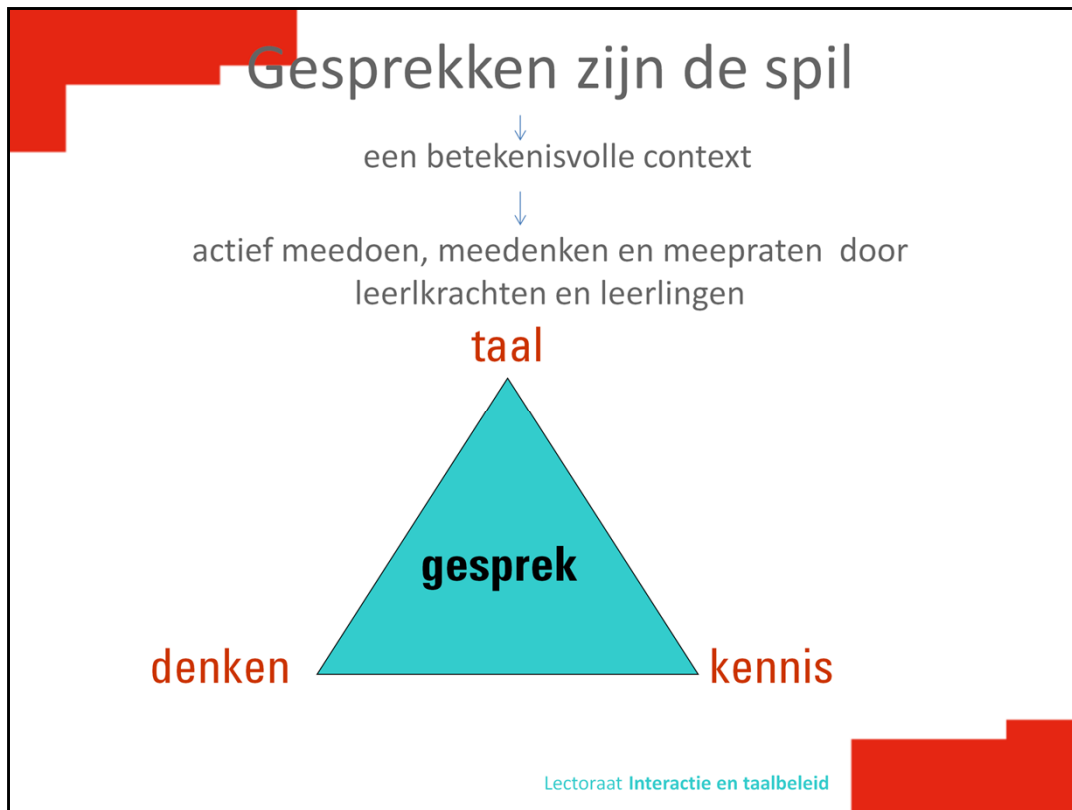 Gesprekken zijn de spil
een betekenisvolle context
actief meedoen, meedenken en meepraten door
leerlkrachten en leerlingen
taal
gesprek
denken
kennis
Lectoraat Interactie en taalbeleid